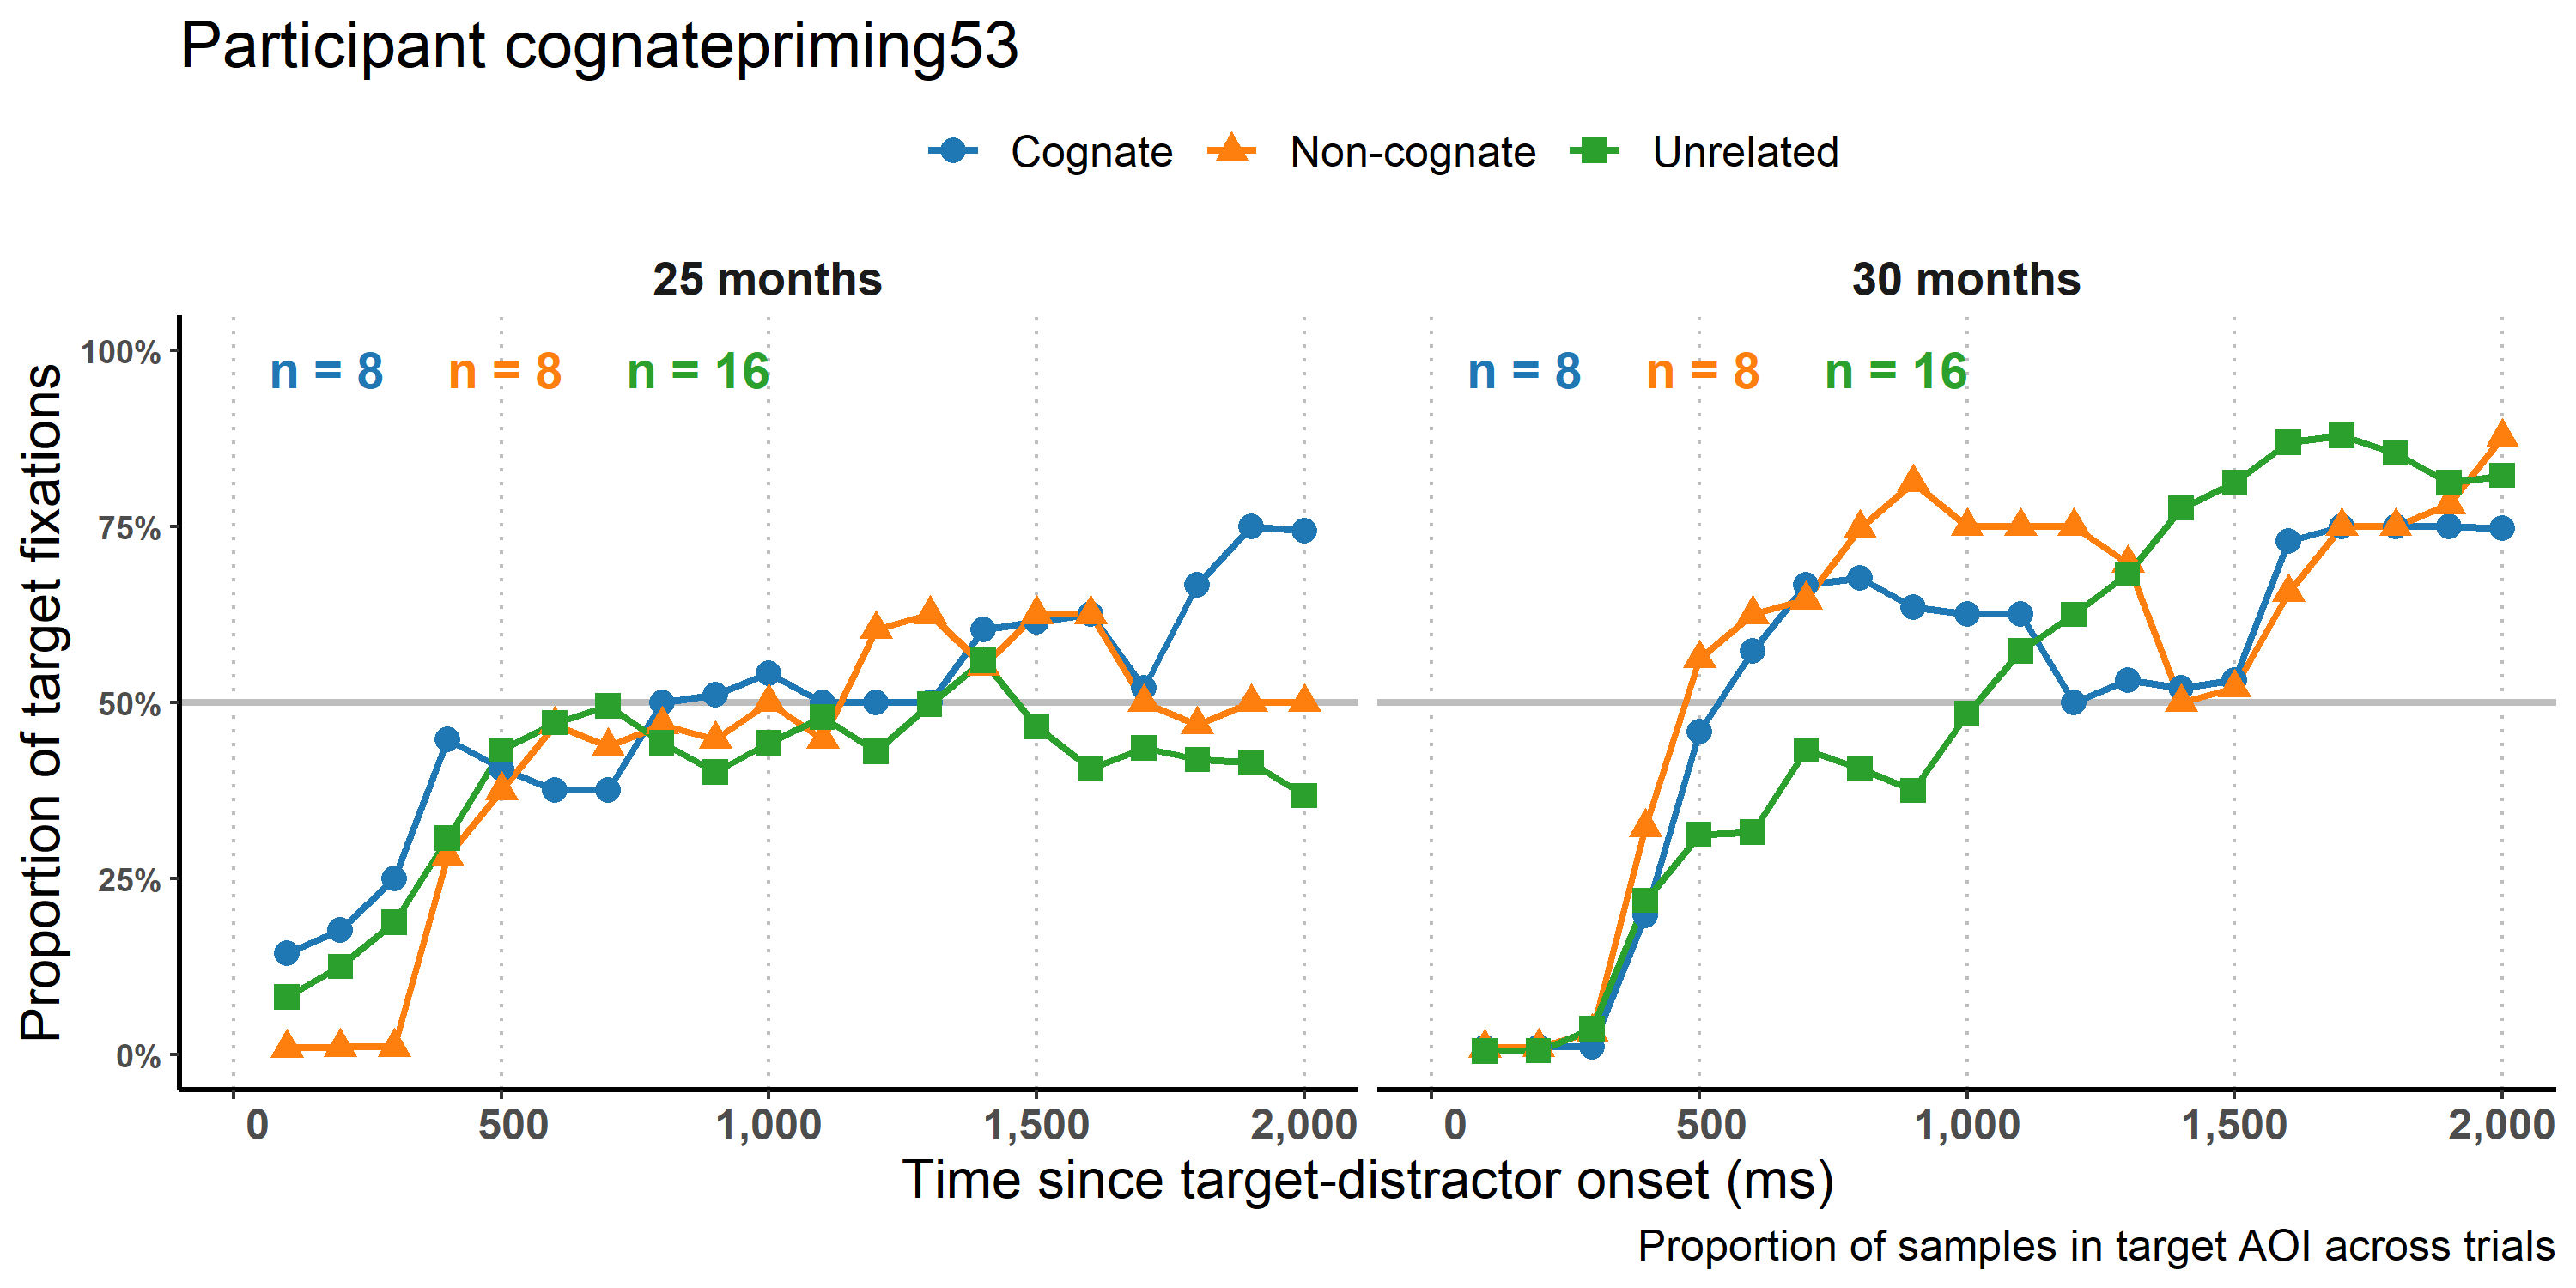 Participant cognatepriming53
Cognate Non-cognate Unrelated
25 months
30 months
n = 8 n = 8 n = 16
n = 8 n = 8 n = 16
Proportion of target fixations
100%
75%
50%
25%
0%
0 500 1,000 1,500 2,000
0 500 1,000 1,500 2,000
Time since target-distractor onset (ms)
Proportion of samples in target AOI across trials